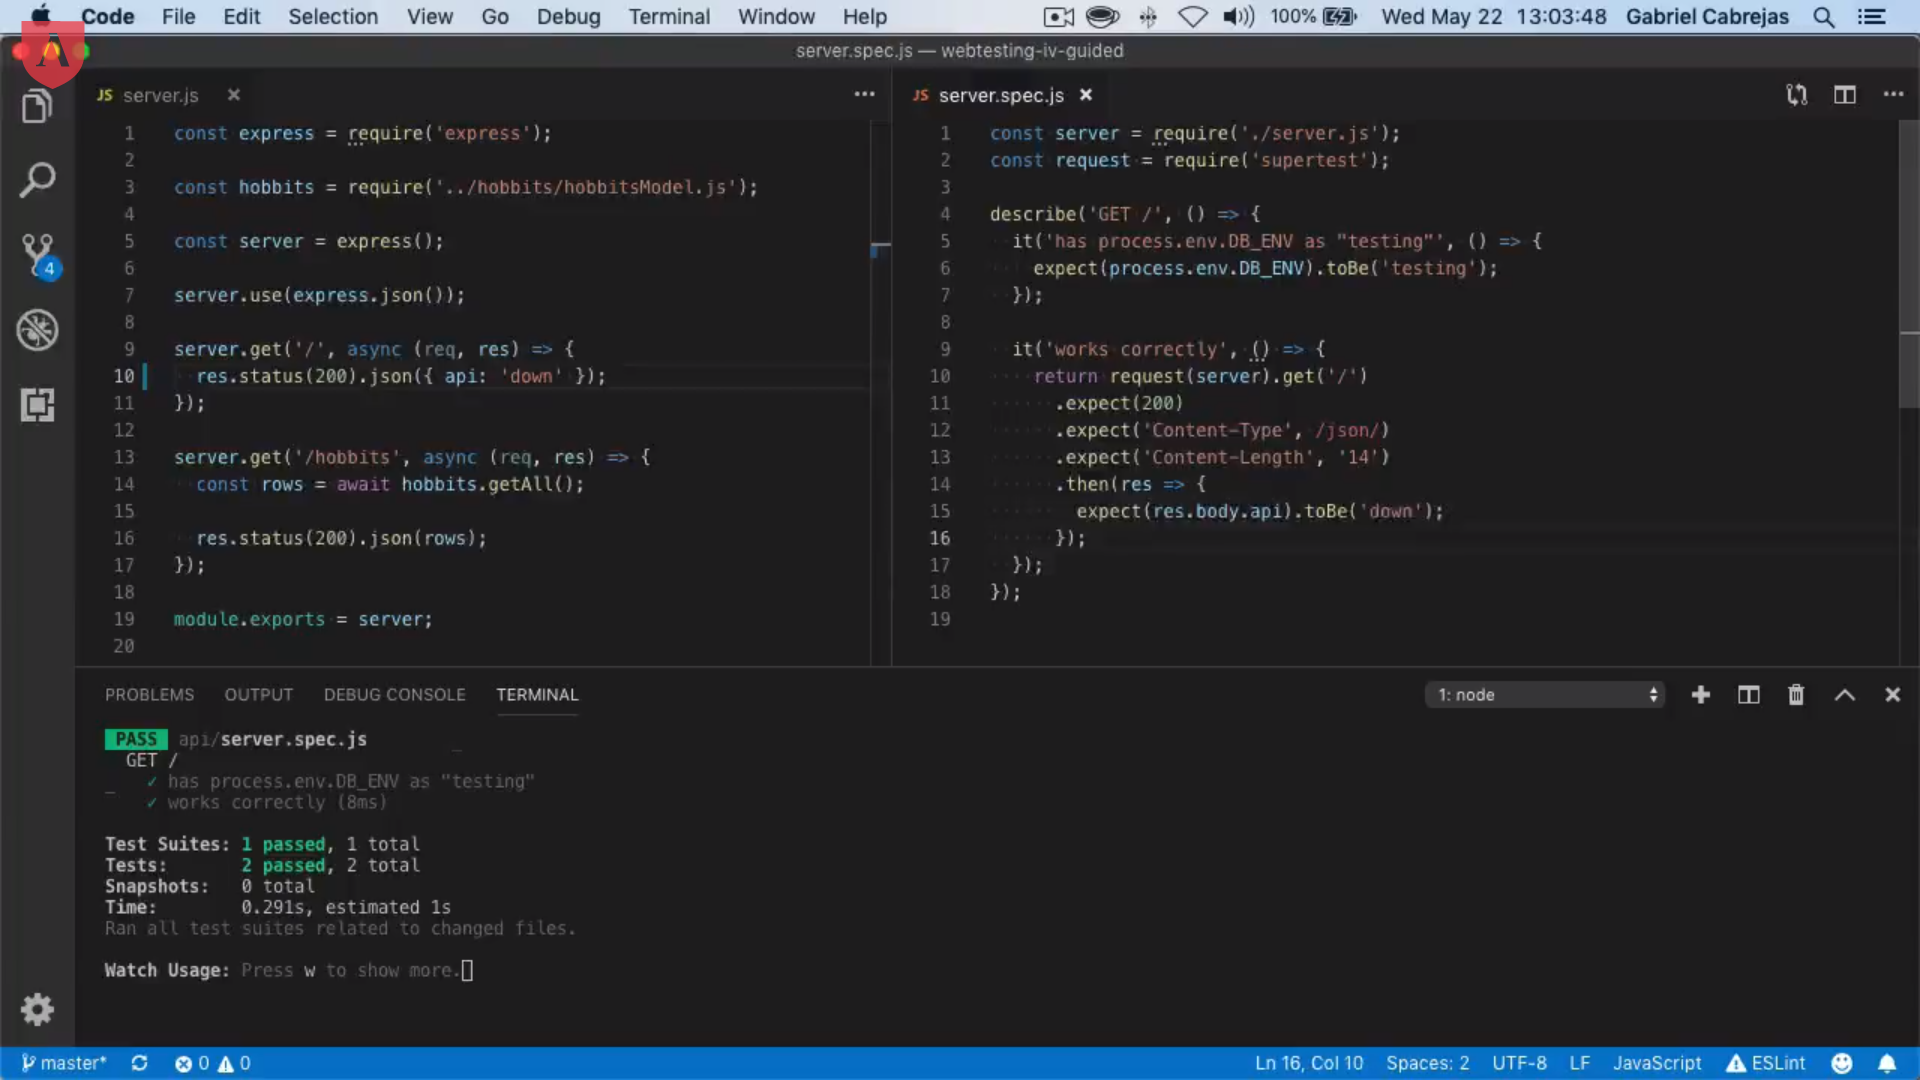 Code File Edit Selection View Go Debug Terminal Window Help 100% Wed May 22 13:03:48 Gabriel Cabrejas
server.spec.js — webtesting-iv-guided
JS server.js ×
1 const express = require('express');
2
3 const hobbits = require('../hobbits/hobbitsModel.js');
4
5 const server = express();
6
7 server.use(express.json());
8
9 server.get('/', async (req, res) => {
10 res.status(200).json({ api: 'down' });
11 });
12
13 server.get('/hobbits', async (req, res) => {
14 const rows = await hobbits.getAll();
15
16 res.status(200).json(rows);
17 });
18
19 module.exports = server;
20
JS server.spec.js ×
1 const server = require('./server.js');
2 const request = require('supertest');
3
4 describe('GET /', () => {
5 it('has process.env.DB_ENV as "testing"', () => {
6 expect(process.env.DB_ENV).toBe('testing');
7 });
8
9 it('works correctly', () => {
10 return request(server).get('/')
11 .expect(200)
12 .expect('Content-Type', /json/)
13 .expect('Content-Length', '14')
14 .then(res => {
15 expect(res.body.api).toBe('down');
16 });
17 });
18 });
19
4
PROBLEMS OUTPUT DEBUG CONSOLE TERMINAL 1: node
PASS api/server.spec.js
GET /
✓ has process.env.DB_ENV as "testing"
✓ works correctly (8ms)
Test Suites: 1 passed, 1 total
Tests: 2 passed, 2 total
Snapshots: 0 total
Time: 0.291s, estimated 1s
Ran all test suites related to changed files.
Watch Usage: Press w to show more.
master* 0 0 Ln 16, Col 10 Spaces: 2 UTF-8 LF JavaScript ESLint